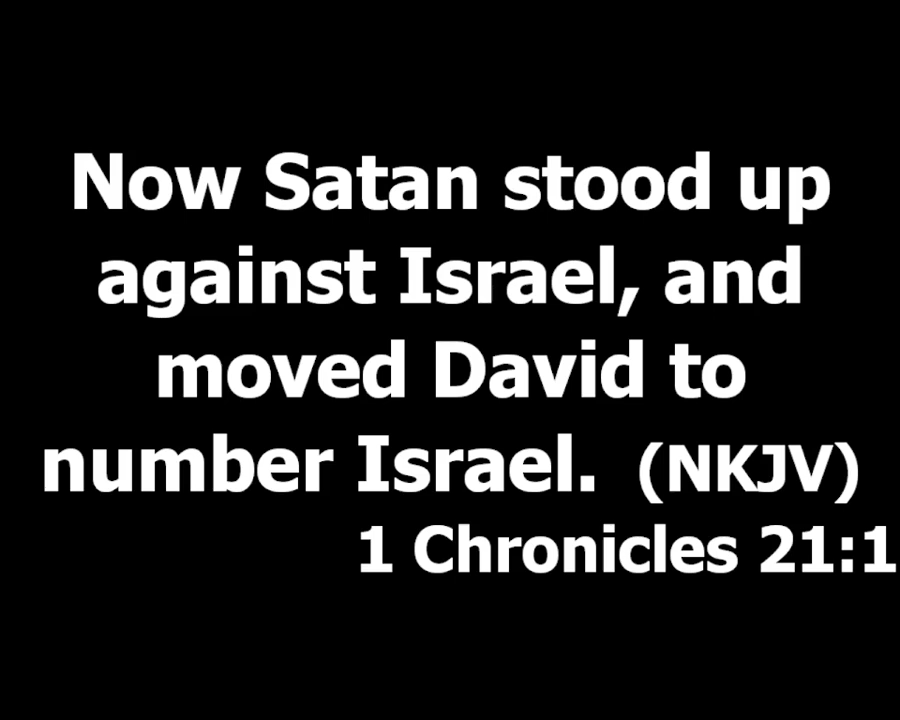 Now Satan stood up
against Israel, and
moved David to
number Israel. (NKJV)
1 Chronicles 21:1